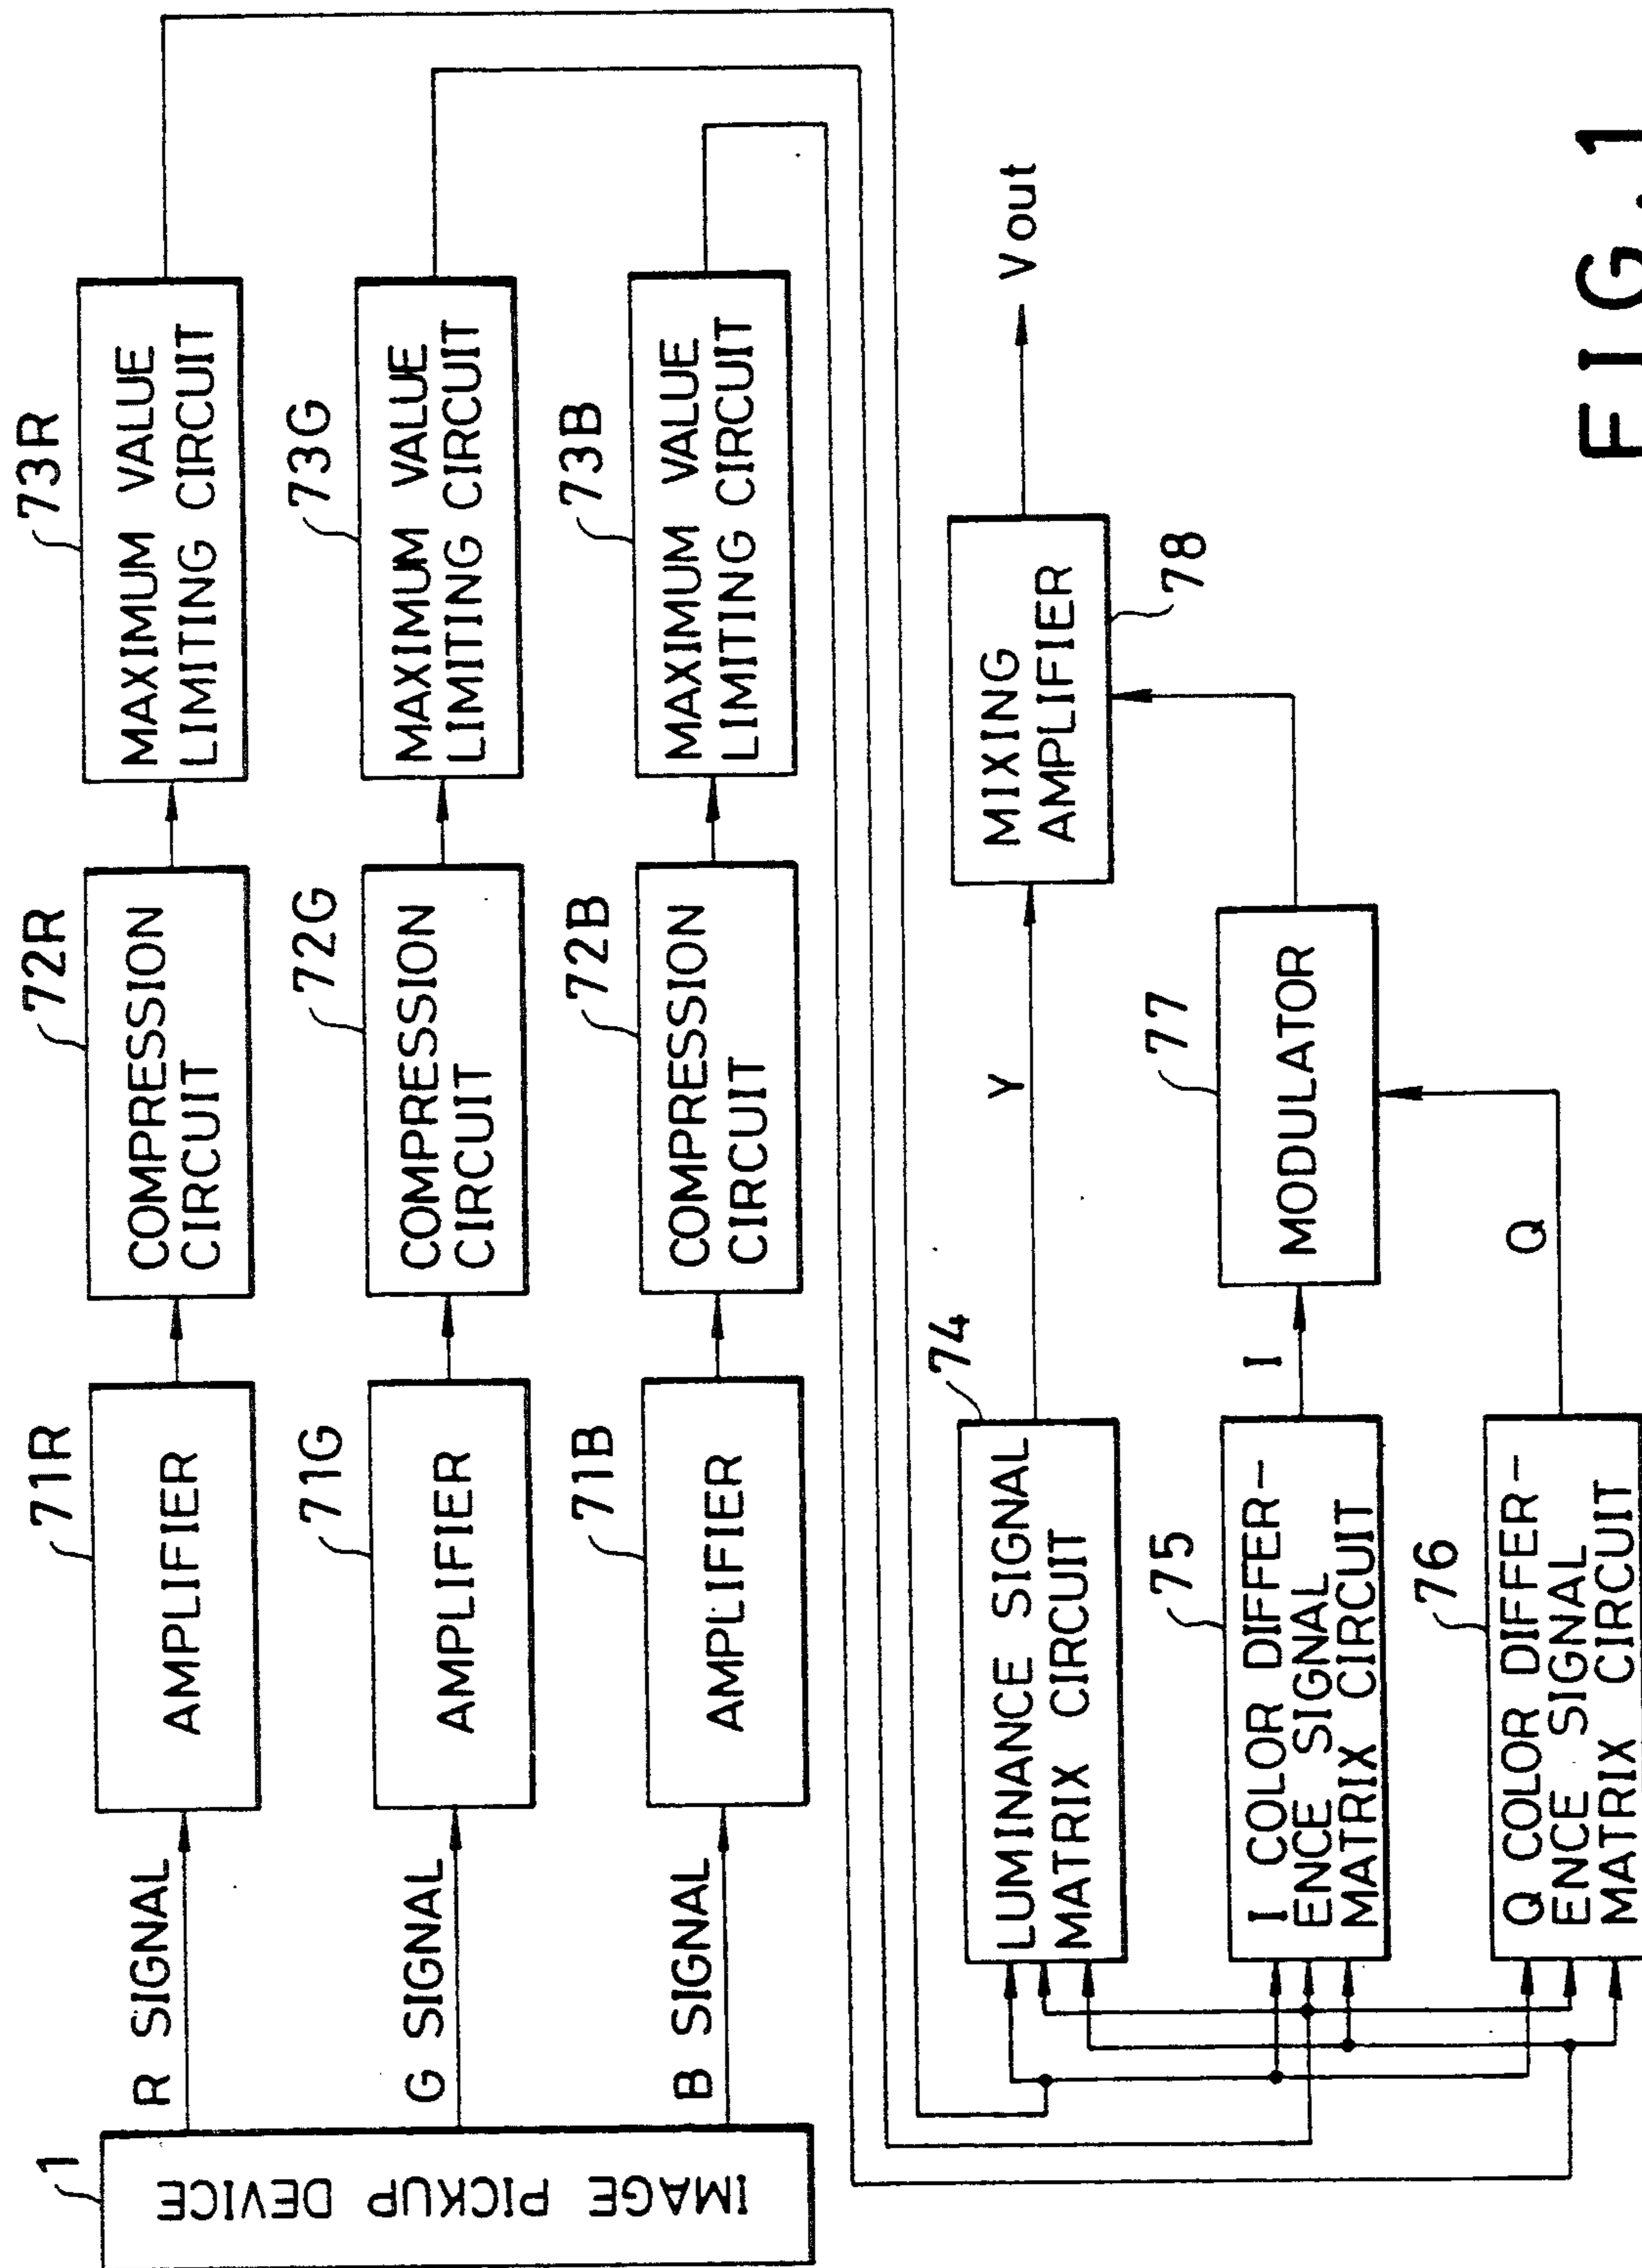 1
IMAGE PICKUP DEVICE
R SIGNAL
71R
AMPLIFIER
72R
COMPRESSION
CIRCUIT
73R
MAXIMUM VALUE
LIMITING CIRCUIT
G SIGNAL
71G
AMPLIFIER
72G
COMPRESSION
CIRCUIT
73G
MAXIMUM VALUE
LIMITING CIRCUIT
B SIGNAL
71B
AMPLIFIER
72B
COMPRESSION
CIRCUIT
73B
MAXIMUM VALUE
LIMITING CIRCUIT
74
LUMINANCE SIGNAL
MATRIX CIRCUIT
Y
MIXING
AMPLIFIER
78
Vout
75
I COLOR DIFFER-
ENCE SIGNAL
MATRIX CIRCUIT
I
77
MODULATOR
76
Q COLOR DIFFER-
ENCE SIGNAL
MATRIX CIRCUIT
Q
FIG. 1